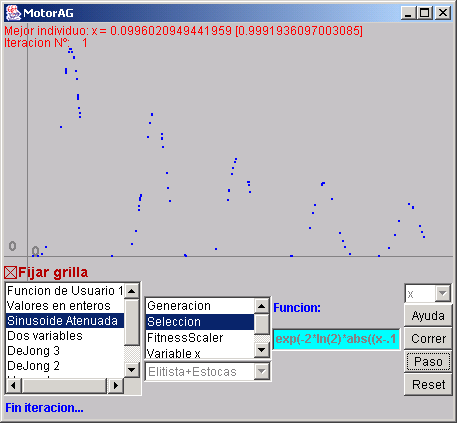 MotorAG
Mejor individuo: x = 0.0996020949441959 [0.9991936097003085]
Iteracion Nº: 1
0
0
Fijar grilla
Funcion de Usuario 1
Valores en enteros
Sinusoide Atenuada
Dos variables
DeJong 3
DeJong 2
Generacion
Seleccion
FitnessScaler
Variable x
Elitista+Estocas
Funcion:
exp(-2*ln(2)*abs((x-.1
x
Ayuda
Correr
Paso
Reset
Fin iteracion...